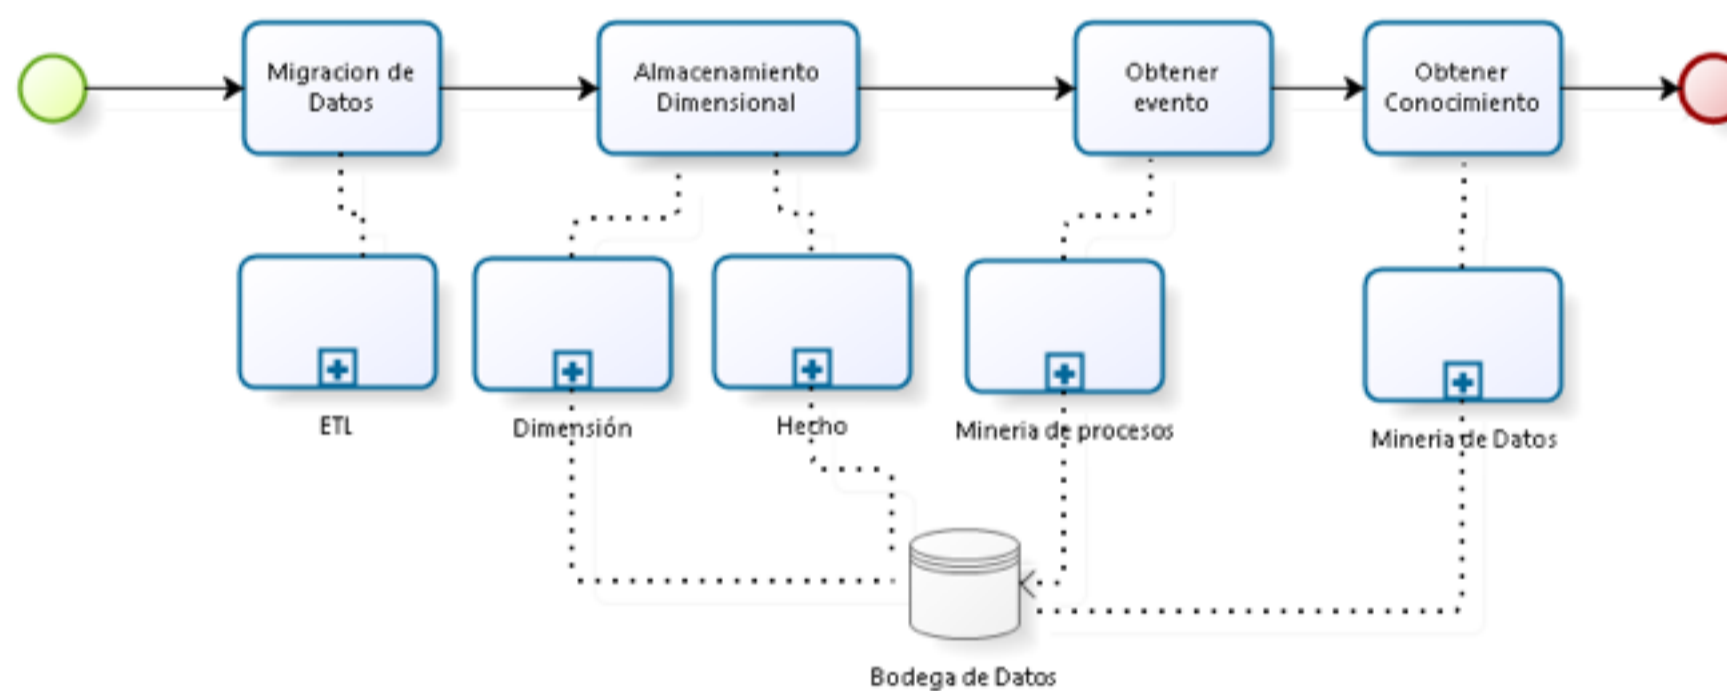 Migracion de
Datos
Almacenamiento
Dimensional
Obtener
evento
Obtener
Conocimiento
ETL
Dimensión
Hecho
Mineria de procesos
Mineria de Datos
Bodega de Datos